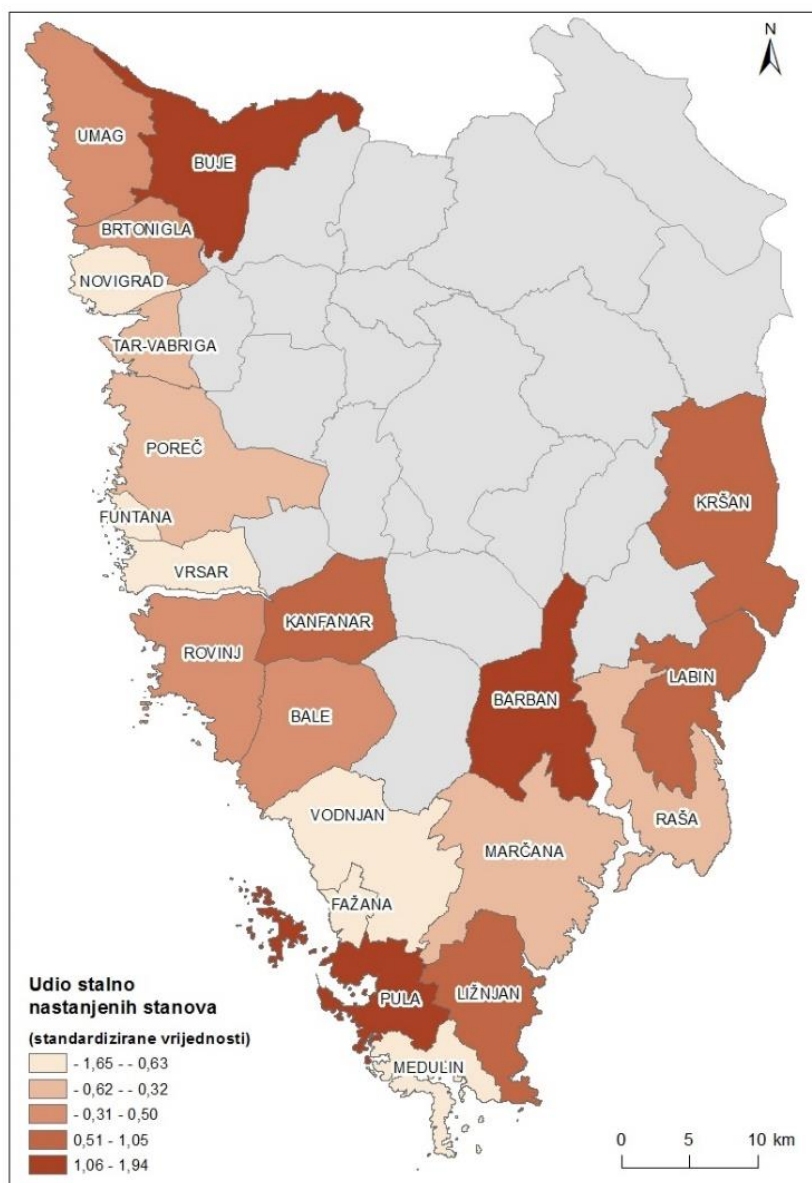 N
UMAG
BUJE
BRTONIGLA
NOVIGRAD
TAR-VABRIGA
POREČ
FUNTANA
VRSAR
KRŠAN
KANFANAR
ROVINJ
LABIN
BARBAN
BALE
VODNJAN
RAŠA
MARČANA
FAŽANA
PULA
LIŽNJAN
MEDULIN
Udio stalno
nastanjenih stanova
(standardizirane vrijednosti)
- 1,65 - - 0,63
- 0,62 - - 0,32
- 0,31 - 0,50
0,51 - 1,05
1,06 - 1,94
0 5 10 km